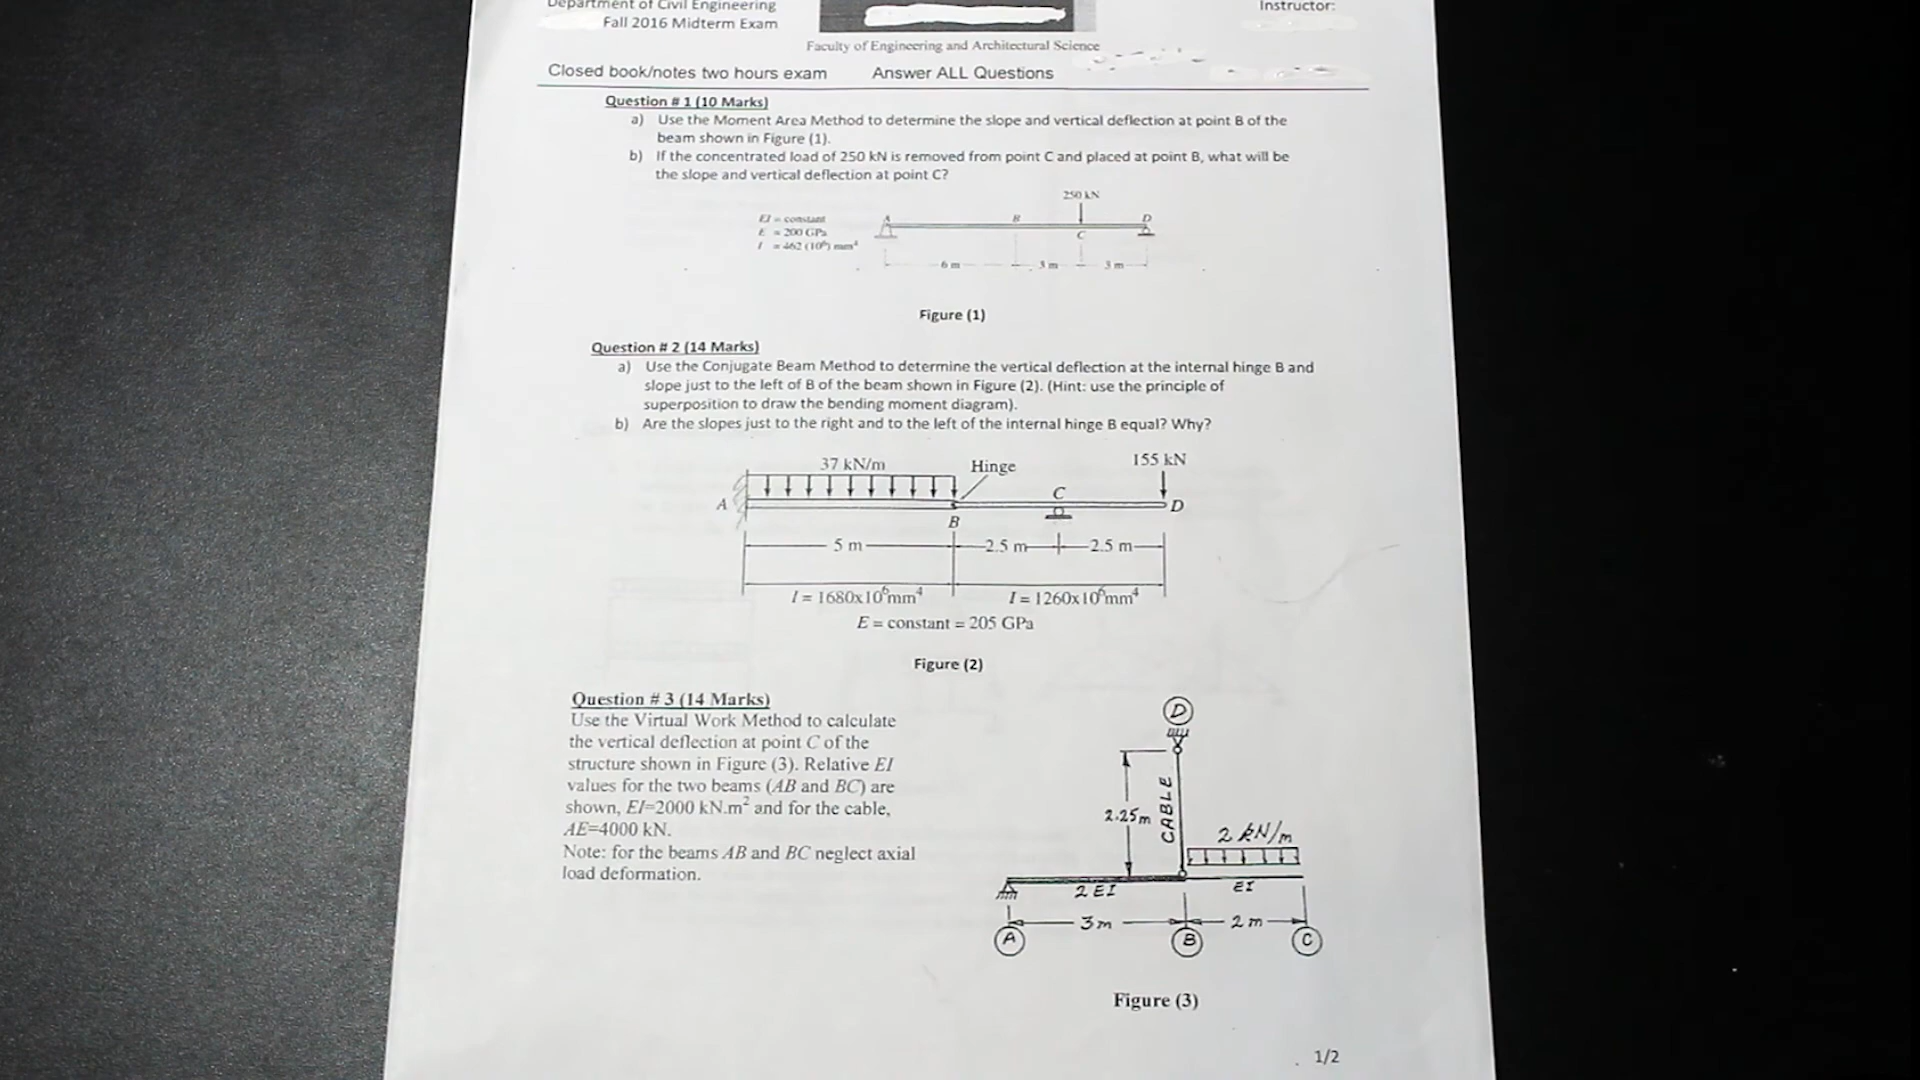 Department of Civil Engineering
Instructor:
Fall 2016 Midterm Exam
Faculty of Engineering and Architectural Science
Closed book/notes two hours exam Answer ALL Questions
Question # 1 (10 Marks)
a) Use the Moment Area Method to determine the slope and vertical deflection at point B of the
beam shown in Figure (1).
b) If the concentrated load of 250 kN is removed from point C and placed at point B, what will be
the slope and vertical deflection at point C?
250 kN
EI = constant
E = 200 GPa
I = 462 (10⁶) mm⁴
A B D
C
6 m 3 m 3 m
Figure (1)
Question # 2 (14 Marks)
a) Use the Conjugate Beam Method to determine the vertical deflection at the internal hinge B and
slope just to the left of B of the beam shown in Figure (2). (Hint: use the principle of
superposition to draw the bending moment diagram).
b) Are the slopes just to the right and to the left of the internal hinge B equal? Why?
37 kN/m Hinge 155 kN
C
A D
B
5 m 2.5 m 2.5 m
I = 1680x10⁶mm⁴ I = 1260x10⁶mm⁴
E = constant = 205 GPa
Figure (2)
Question # 3 (14 Marks)
Use the Virtual Work Method to calculate
the vertical deflection at point C of the
structure shown in Figure (3). Relative EI
values for the two beams (AB and BC) are
shown, EI=2000 kN.m² and for the cable,
AE=4000 kN.
Note: for the beams AB and BC neglect axial
load deformation.
D
CABLE
2.25m
2 kN/m
2EI EI
3m 2m
A B C
Figure (3)
1/2